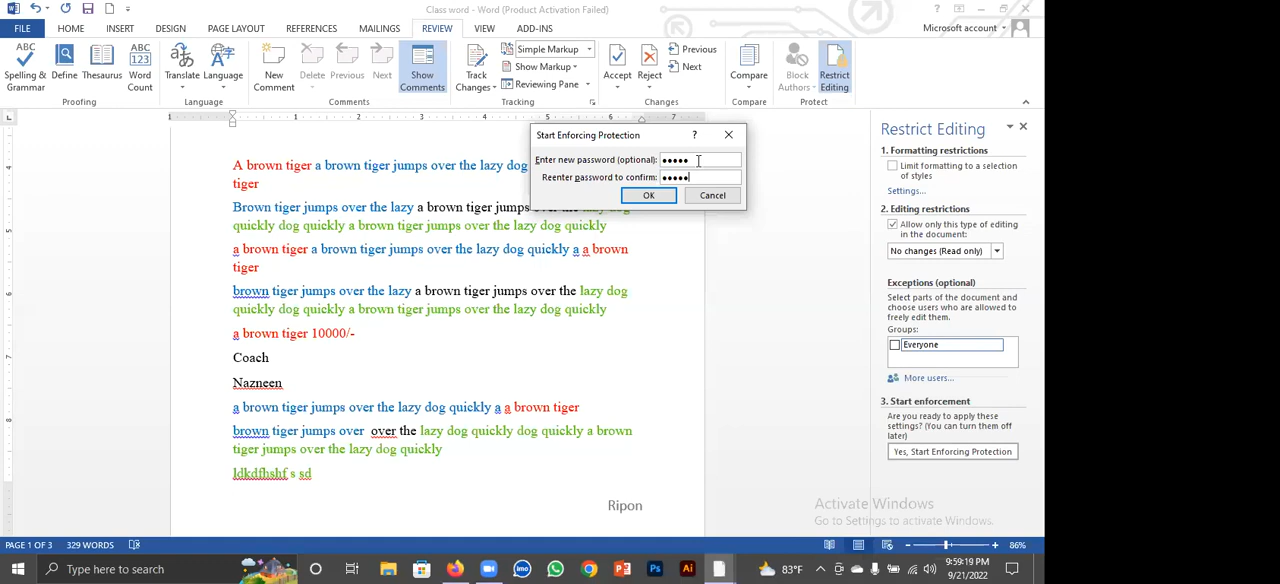 Class word - Word (Product Activation Failed)
FILE HOME INSERT DESIGN PAGE LAYOUT REFERENCES MAILINGS REVIEW VIEW ADD-INS Microsoft account
Spelling & Grammar
Define
Thesaurus
Word Count
Translate
Language
New Comment
Delete
Previous
Next
Show Comments
Track Changes
Simple Markup
Show Markup
Reviewing Pane
Accept
Reject
Previous
Next
Compare
Block Authors
Restrict Editing
Proofing Language Comments Tracking Changes Compare Protect
1 1 2 3 4 5 6 7
Start Enforcing Protection ?
Enter new password (optional): •••••
Reenter password to confirm: •••••
OK Cancel
A brown tiger a brown tiger jumps over the lazy dog
tiger
Brown tiger jumps over the lazy a brown tiger jumps over the lazy dog
quickly dog quickly a brown tiger jumps over the lazy dog quickly
a brown tiger a brown tiger jumps over the lazy dog quickly a a brown
tiger
brown tiger jumps over the lazy a brown tiger jumps over the lazy dog
quickly dog quickly a brown tiger jumps over the lazy dog quickly
a brown tiger 10000/-
Coach
Nazneen
a brown tiger jumps over the lazy dog quickly a a brown tiger
brown tiger jumps over over the lazy dog quickly dog quickly a brown
tiger jumps over the lazy dog quickly
ldkdfhshf s sd
Ripon
Restrict Editing
1. Formatting restrictions
Limit formatting to a selection
of styles
Settings...
2. Editing restrictions
Allow only this type of editing
in the document:
No changes (Read only)
Exceptions (optional)
Select parts of the document and
choose users who are allowed to
freely edit them.
Groups:
Everyone
More users...
3. Start enforcement
Are you ready to apply these
settings? (You can turn them off
later)
Yes, Start Enforcing Protection
Activate Windows
Go to Settings to activate Windows.
PAGE 1 OF 3 329 WORDS 86%
Type here to search 83°F 9:59:19 PM
9/21/2022